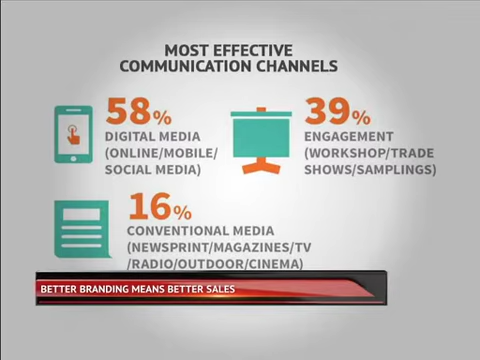 MOST EFFECTIVE
COMMUNICATION CHANNELS
58%
DIGITAL MEDIA
(ONLINE/MOBILE/
SOCIAL MEDIA)
39%
ENGAGEMENT
(WORKSHOP/TRADE
SHOWS/SAMPLINGS)
16%
CONVENTIONAL MEDIA
(NEWSPRINT/MAGAZINES/TV
/RADIO/OUTDOOR/CINEMA)
BETTER BRANDING MEANS BETTER SALES